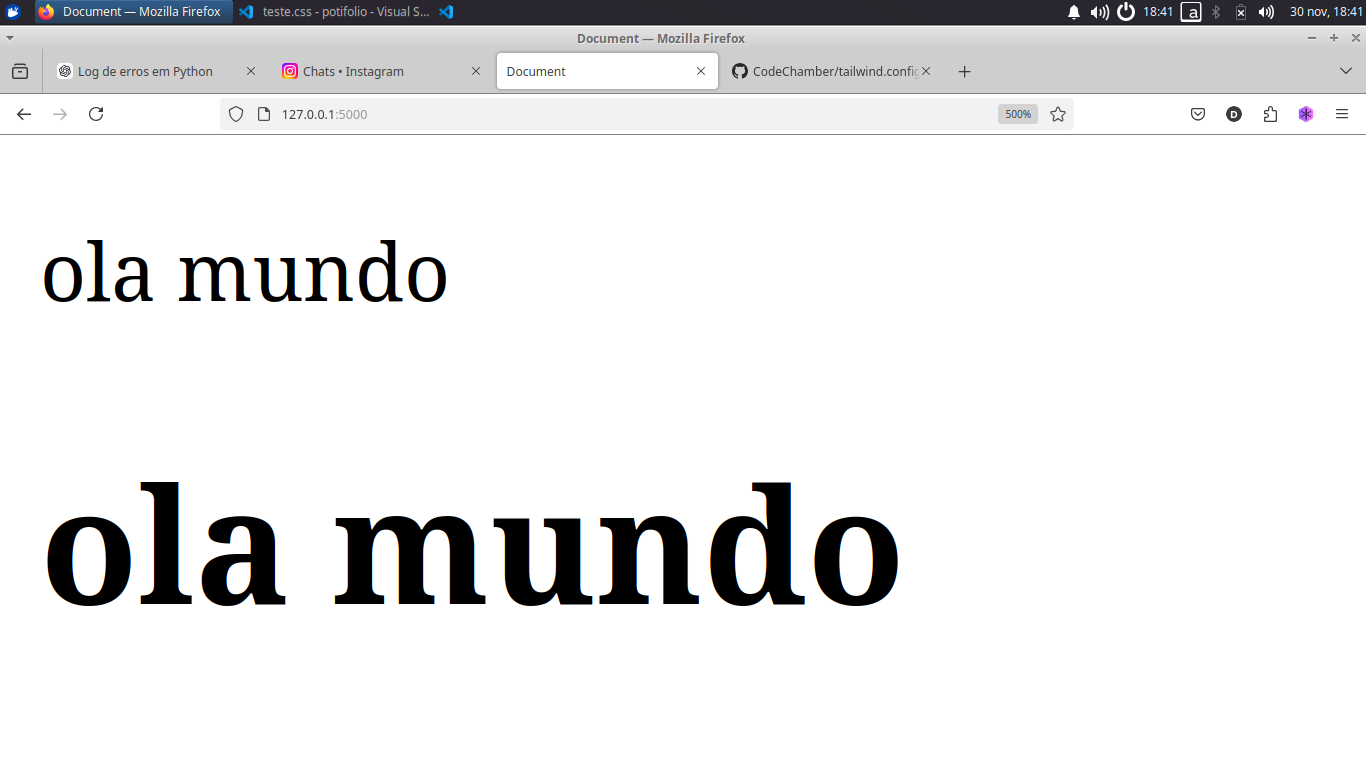 Document — Mozilla Firefox
teste.css - potifolio - Visual S...
18:41
a
30 nov, 18:41
Document — Mozilla Firefox
Log de erros em Python
Chats • Instagram
Document
CodeChamber/tailwind.config
127.0.0.1:5000
500%
D
ola mundo
ola mundo